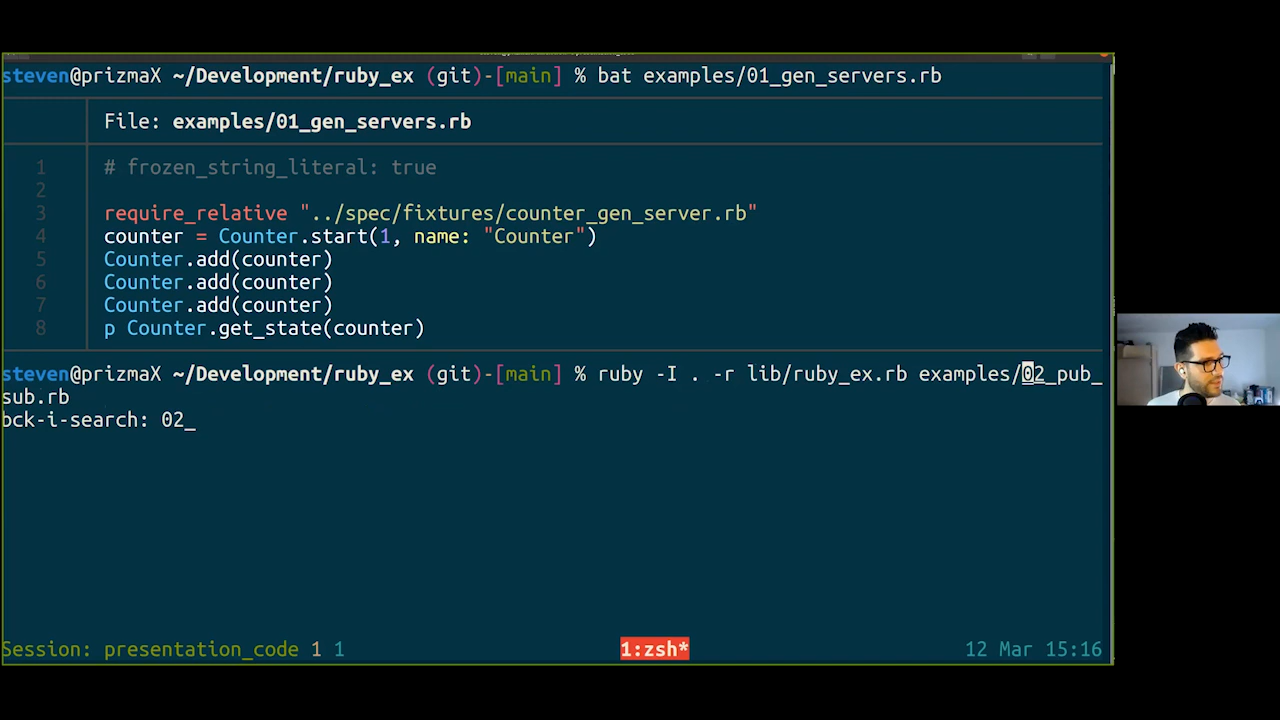 steven@prizmaX ~/Development/ruby_ex (git)-[main] % bat examples/01_gen_servers.rb
File: examples/01_gen_servers.rb
1 # frozen_string_literal: true
2
3 require_relative "../spec/fixtures/counter_gen_server.rb"
4 counter = Counter.start(1, name: "Counter")
5 Counter.add(counter)
6 Counter.add(counter)
7 Counter.add(counter)
8 p Counter.get_state(counter)
steven@prizmaX ~/Development/ruby_ex (git)-[main] % ruby -I . -r lib/ruby_ex.rb examples/02_pub_
sub.rb
bck-i-search: 02_
Session: presentation_code 1 1 1:zsh* 12 Mar 15:16